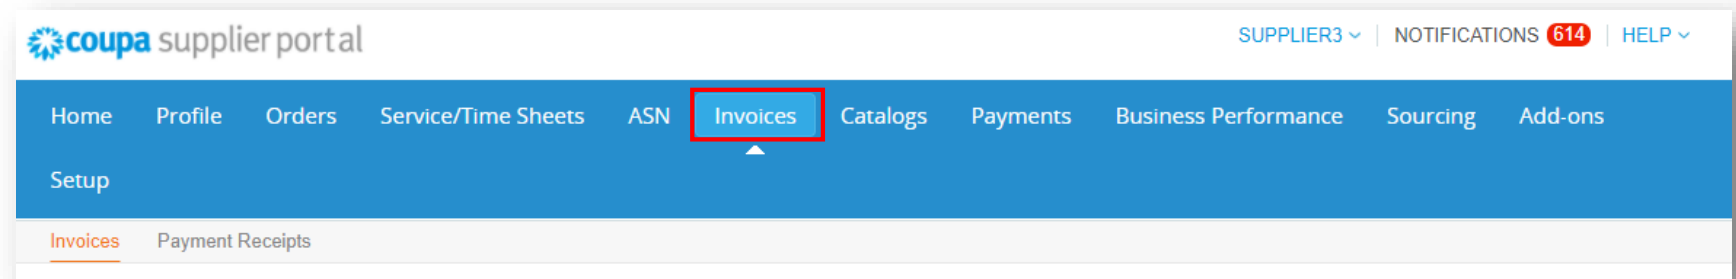 coupa supplier portal SUPPLIER3 NOTIFICATIONS 614 HELP
Home Profile Orders Service/Time Sheets ASN Invoices Catalogs Payments Business Performance Sourcing Add-ons
Setup
Invoices Payment Receipts